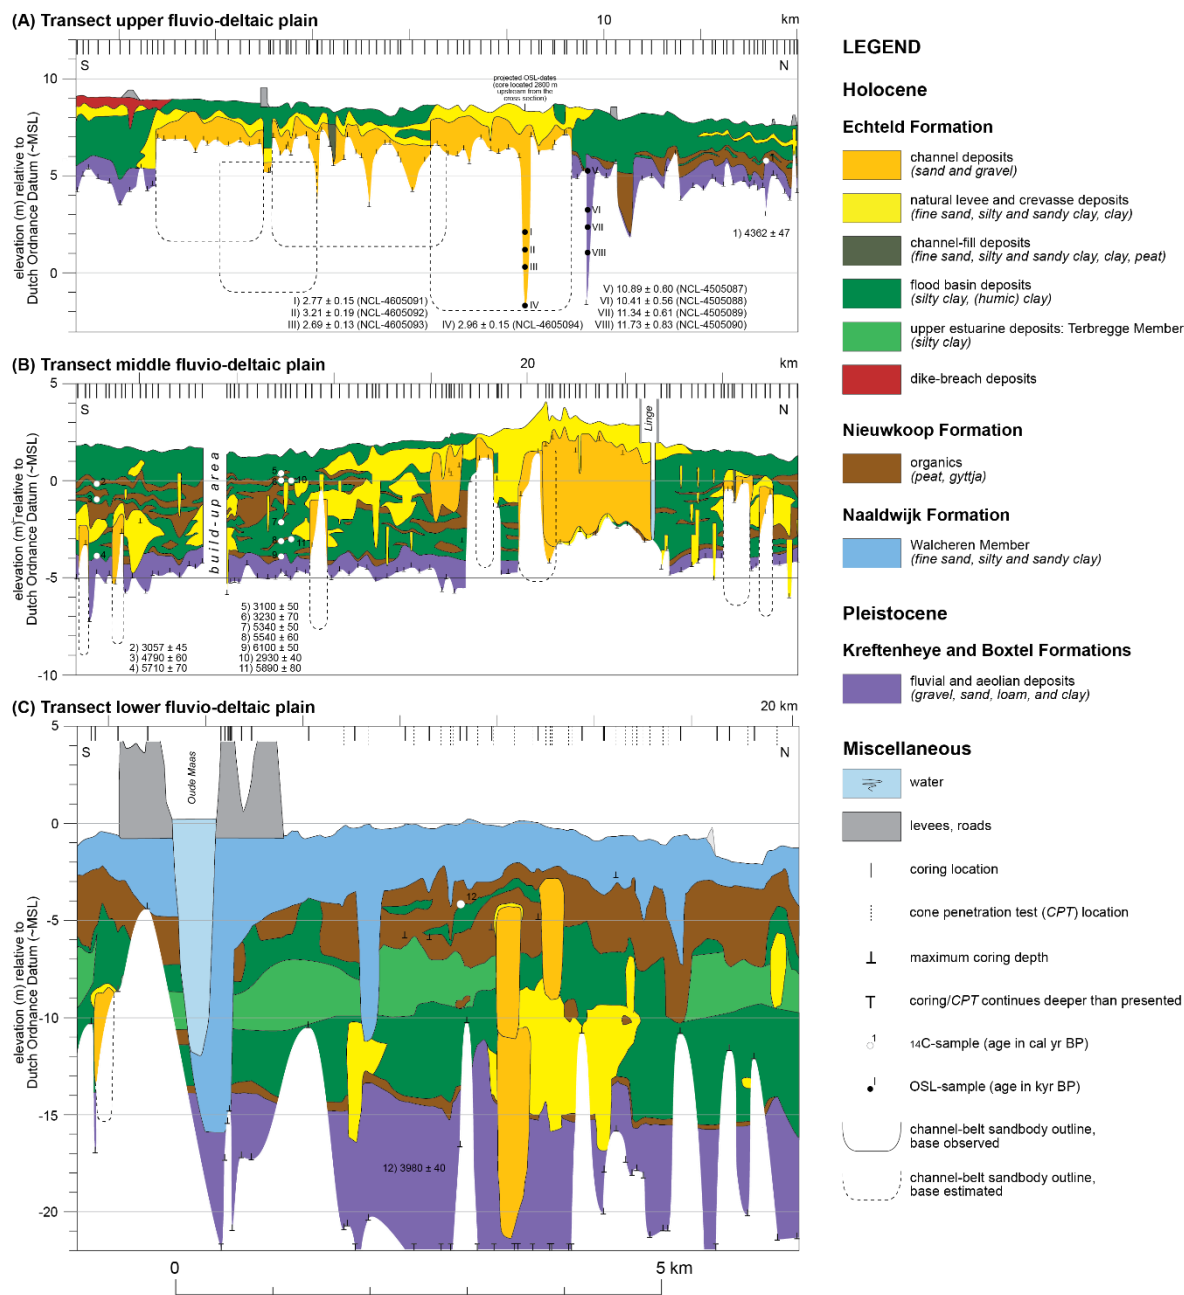 (A) Transect upper fluvio-deltaic plain
10
km
S
N
projected OSL-dates
(core located 2800 m
upstream from the
cross section)
10
5
0
elevation (m) relative to
Dutch Ordnance Datum (~MSL)
I
II
III
IV
V
VI
VII
VIII
1
1) 4362 ± 47
I) 2.77 ± 0.15 (NCL-4605091)
II) 3.21 ± 0.19 (NCL-4605092)
III) 2.69 ± 0.13 (NCL-4605093)
IV) 2.96 ± 0.15 (NCL-4605094)
V) 10.89 ± 0.60 (NCL-4505087)
VI) 10.41 ± 0.56 (NCL-4505088)
VII) 11.34 ± 0.61 (NCL-4505089)
VIII) 11.73 ± 0.83 (NCL-4505090)
(B) Transect middle fluvio-deltaic plain
20
km
S
N
5
0
-5
-10
elevation (m) relative to
Dutch Ordnance Datum (~MSL)
build-up area
Linge
2
3
4
5
6
7
8
9
10
11
2) 3057 ± 45
3) 4790 ± 60
4) 5710 ± 70
5) 3100 ± 50
6) 3230 ± 70
7) 5340 ± 50
8) 5540 ± 60
9) 6100 ± 50
10) 2930 ± 40
11) 5890 ± 80
(C) Transect lower fluvio-deltaic plain
20 km
S
N
5
0
-5
-10
-15
-20
elevation (m) relative to
Dutch Ordnance Datum (~MSL)
Oude Maas
12
12) 3980 ± 40
0
5 km
LEGEND
Holocene
Echteld Formation
channel deposits
(sand and gravel)
natural levee and crevasse deposits
(fine sand, silty and sandy clay, clay)
channel-fill deposits
(fine sand, silty and sandy clay, clay, peat)
flood basin deposits
(silty clay, (humic) clay)
upper estuarine deposits: Terbregge Member
(silty clay)
dike-breach deposits
Nieuwkoop Formation
organics
(peat, gyttja)
Naaldwijk Formation
Walcheren Member
(fine sand, silty and sandy clay)
Pleistocene
Kreftenheye and Boxtel Formations
fluvial and aeolian deposits
(gravel, sand, loam, and clay)
Miscellaneous
water
levees, roads
coring location
cone penetration test (CPT) location
maximum coring depth
coring/CPT continues deeper than presented
1
14C-sample (age in cal yr BP)
I
OSL-sample (age in kyr BP)
channel-belt sandbody outline,
base observed
channel-belt sandbody outline,
base estimated